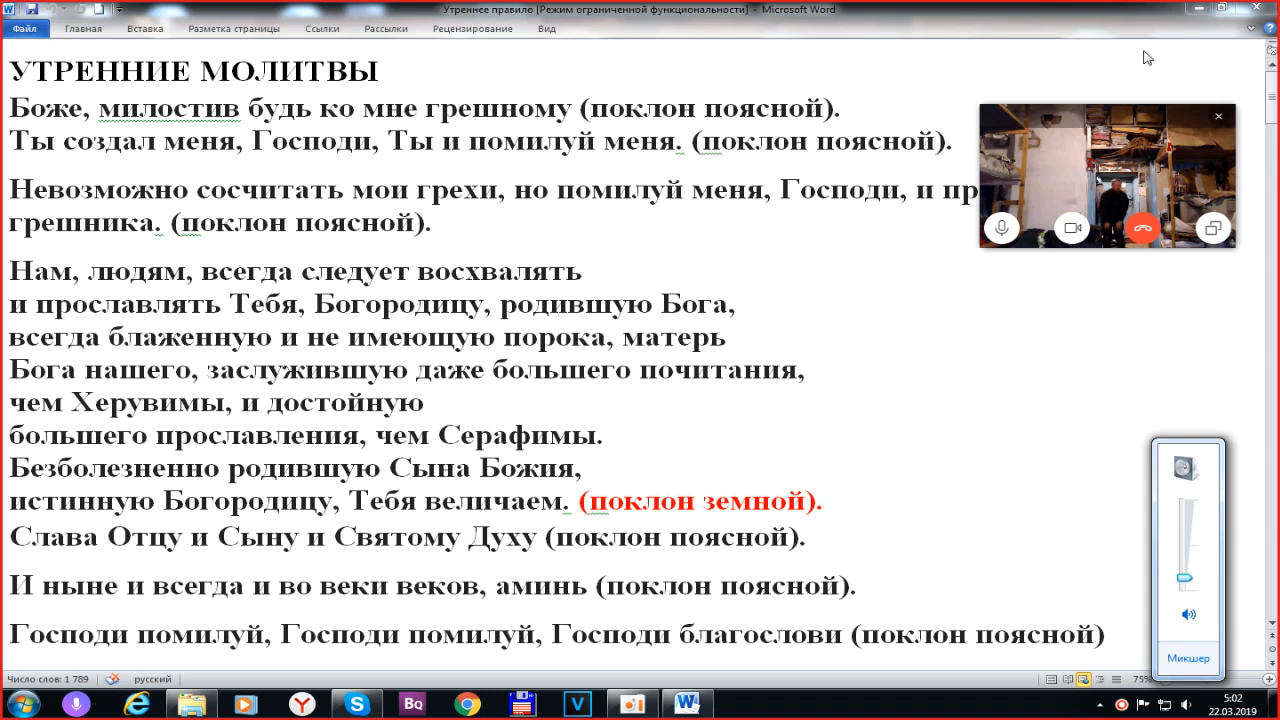 Утреннее правило [Режим ограниченной функциональности] - Microsoft Word
Файл Главная Вставка Разметка страницы Ссылки Рассылки Рецензирование Вид
УТРЕННИЕ МОЛИТВЫ
Боже, милостив будь ко мне грешному (поклон поясной).
Ты создал меня, Господи, Ты и помилуй меня. (поклон поясной).
Невозможно сосчитать мои грехи, но помилуй меня, Господи, и пр
грешника. (поклон поясной).
Нам, людям, всегда следует восхвалять
и прославлять Тебя, Богородицу, родившую Бога,
всегда блаженную и не имеющую порока, матерь
Бога нашего, заслужившую даже большего почитания,
чем Херувимы, и достойную
большего прославления, чем Серафимы.
Безболезненно родившую Сына Божия,
истинную Богородицу, Тебя величаем. (поклон земной).
Слава Отцу и Сыну и Святому Духу (поклон поясной).
И ныне и всегда и во веки веков, аминь (поклон поясной).
Господи помилуй, Господи помилуй, Господи благослови (поклон поясной)
Микшер
Число слов: 1 789 русский 75%
Bq
5:02
22.03.2019